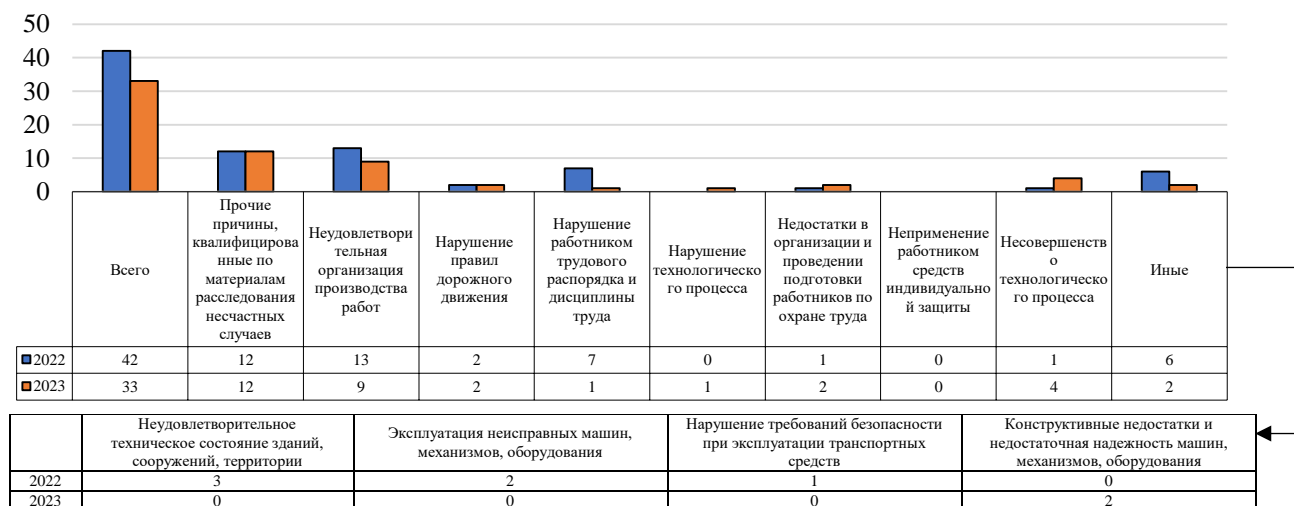 50
40
30
20
10
0
Всего
Прочие
причины,
квалифицирова
нные по
материалам
расследования
несчастных
случаев
Неудовлетвори
тельная
организация
производства
работ
Нарушение
правил
дорожного
движения
Нарушение
работником
трудового
распорядка и
дисциплины
труда
Нарушение
технологическо
го процесса
Недостатки в
организации и
проведении
подготовки
работников по
охране труда
Неприменение
работником
средств
индивидуально
й защиты
Несовершенств
о
технологическо
го процесса
Иные
2022 42 12 13 2 7 0 1 0 1 6
2023 33 12 9 2 1 1 2 0 4 2
Неудовлетворительное
техническое состояние зданий,
сооружений, территории
Эксплуатация неисправных машин,
механизмов, оборудования
Нарушение требований безопасности
при эксплуатации транспортных
средств
Конструктивные недостатки и
недостаточная надежность машин,
механизмов, оборудования
2022 3 2 1 0
2023 0 0 0 2